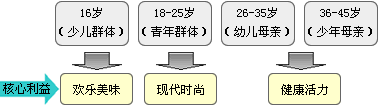 16岁
（少儿群体）
18-25岁
（青年群体）
26-35岁
（幼儿母亲）
36-45岁
（少年母亲）
核心利益
欢乐美味
现代时尚
健康活力